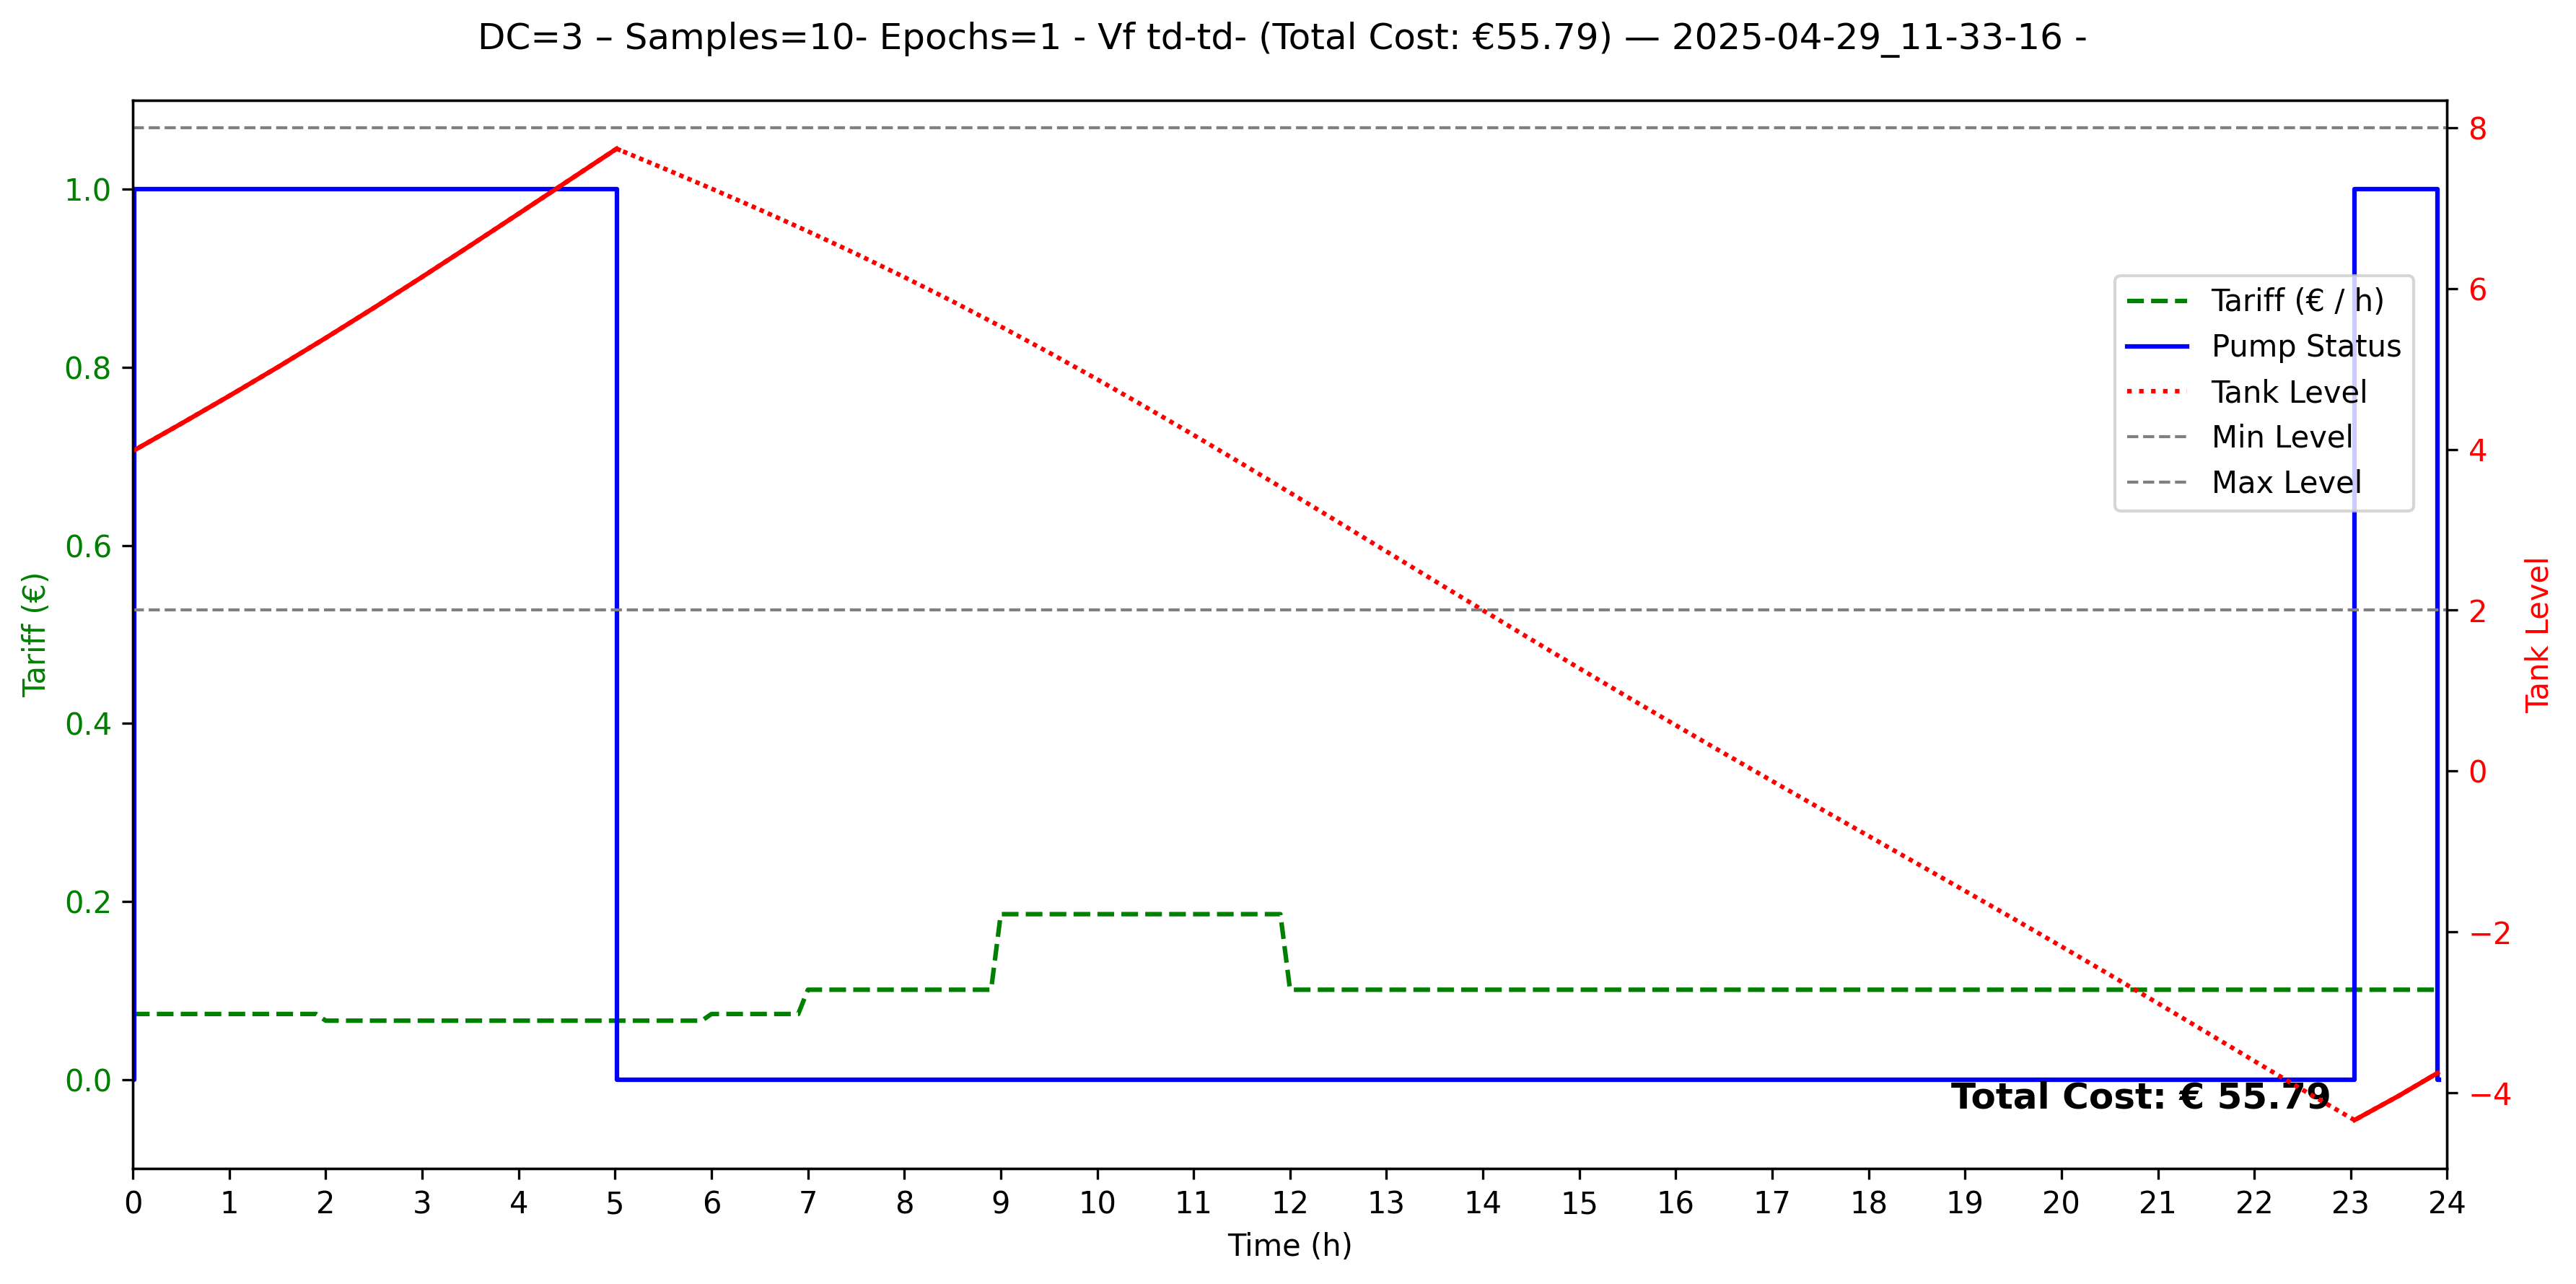 DC=3 – Samples=10- Epochs=1 - Vf td-td- (Total Cost: €55.79) — 2025-04-29_11-33-16 -
Tariff (€)
1.0
0.8
0.6
0.4
0.2
0.0
Tariff (€ / h)
Pump Status
Tank Level
Min Level
Max Level
Total Cost: € 55.79
8
6
4
2
0
−2
−4
Tank Level
0 1 2 3 4 5 6 7 8 9 10 11 12 13 14 15 16 17 18 19 20 21 22 23 24
Time (h)